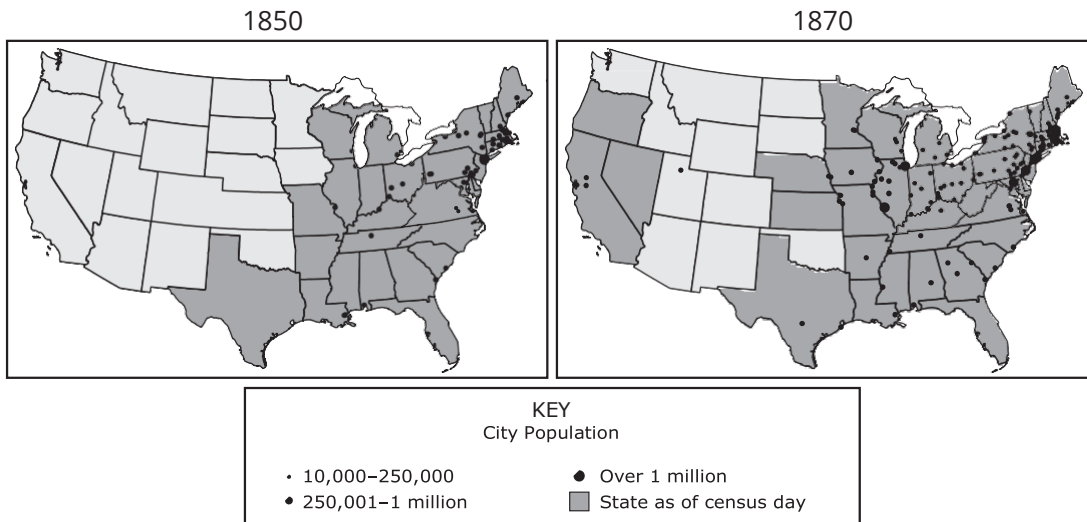 1850
1870
KEY
City Population
10,000–250,000
250,001–1 million
Over 1 million
State as of census day